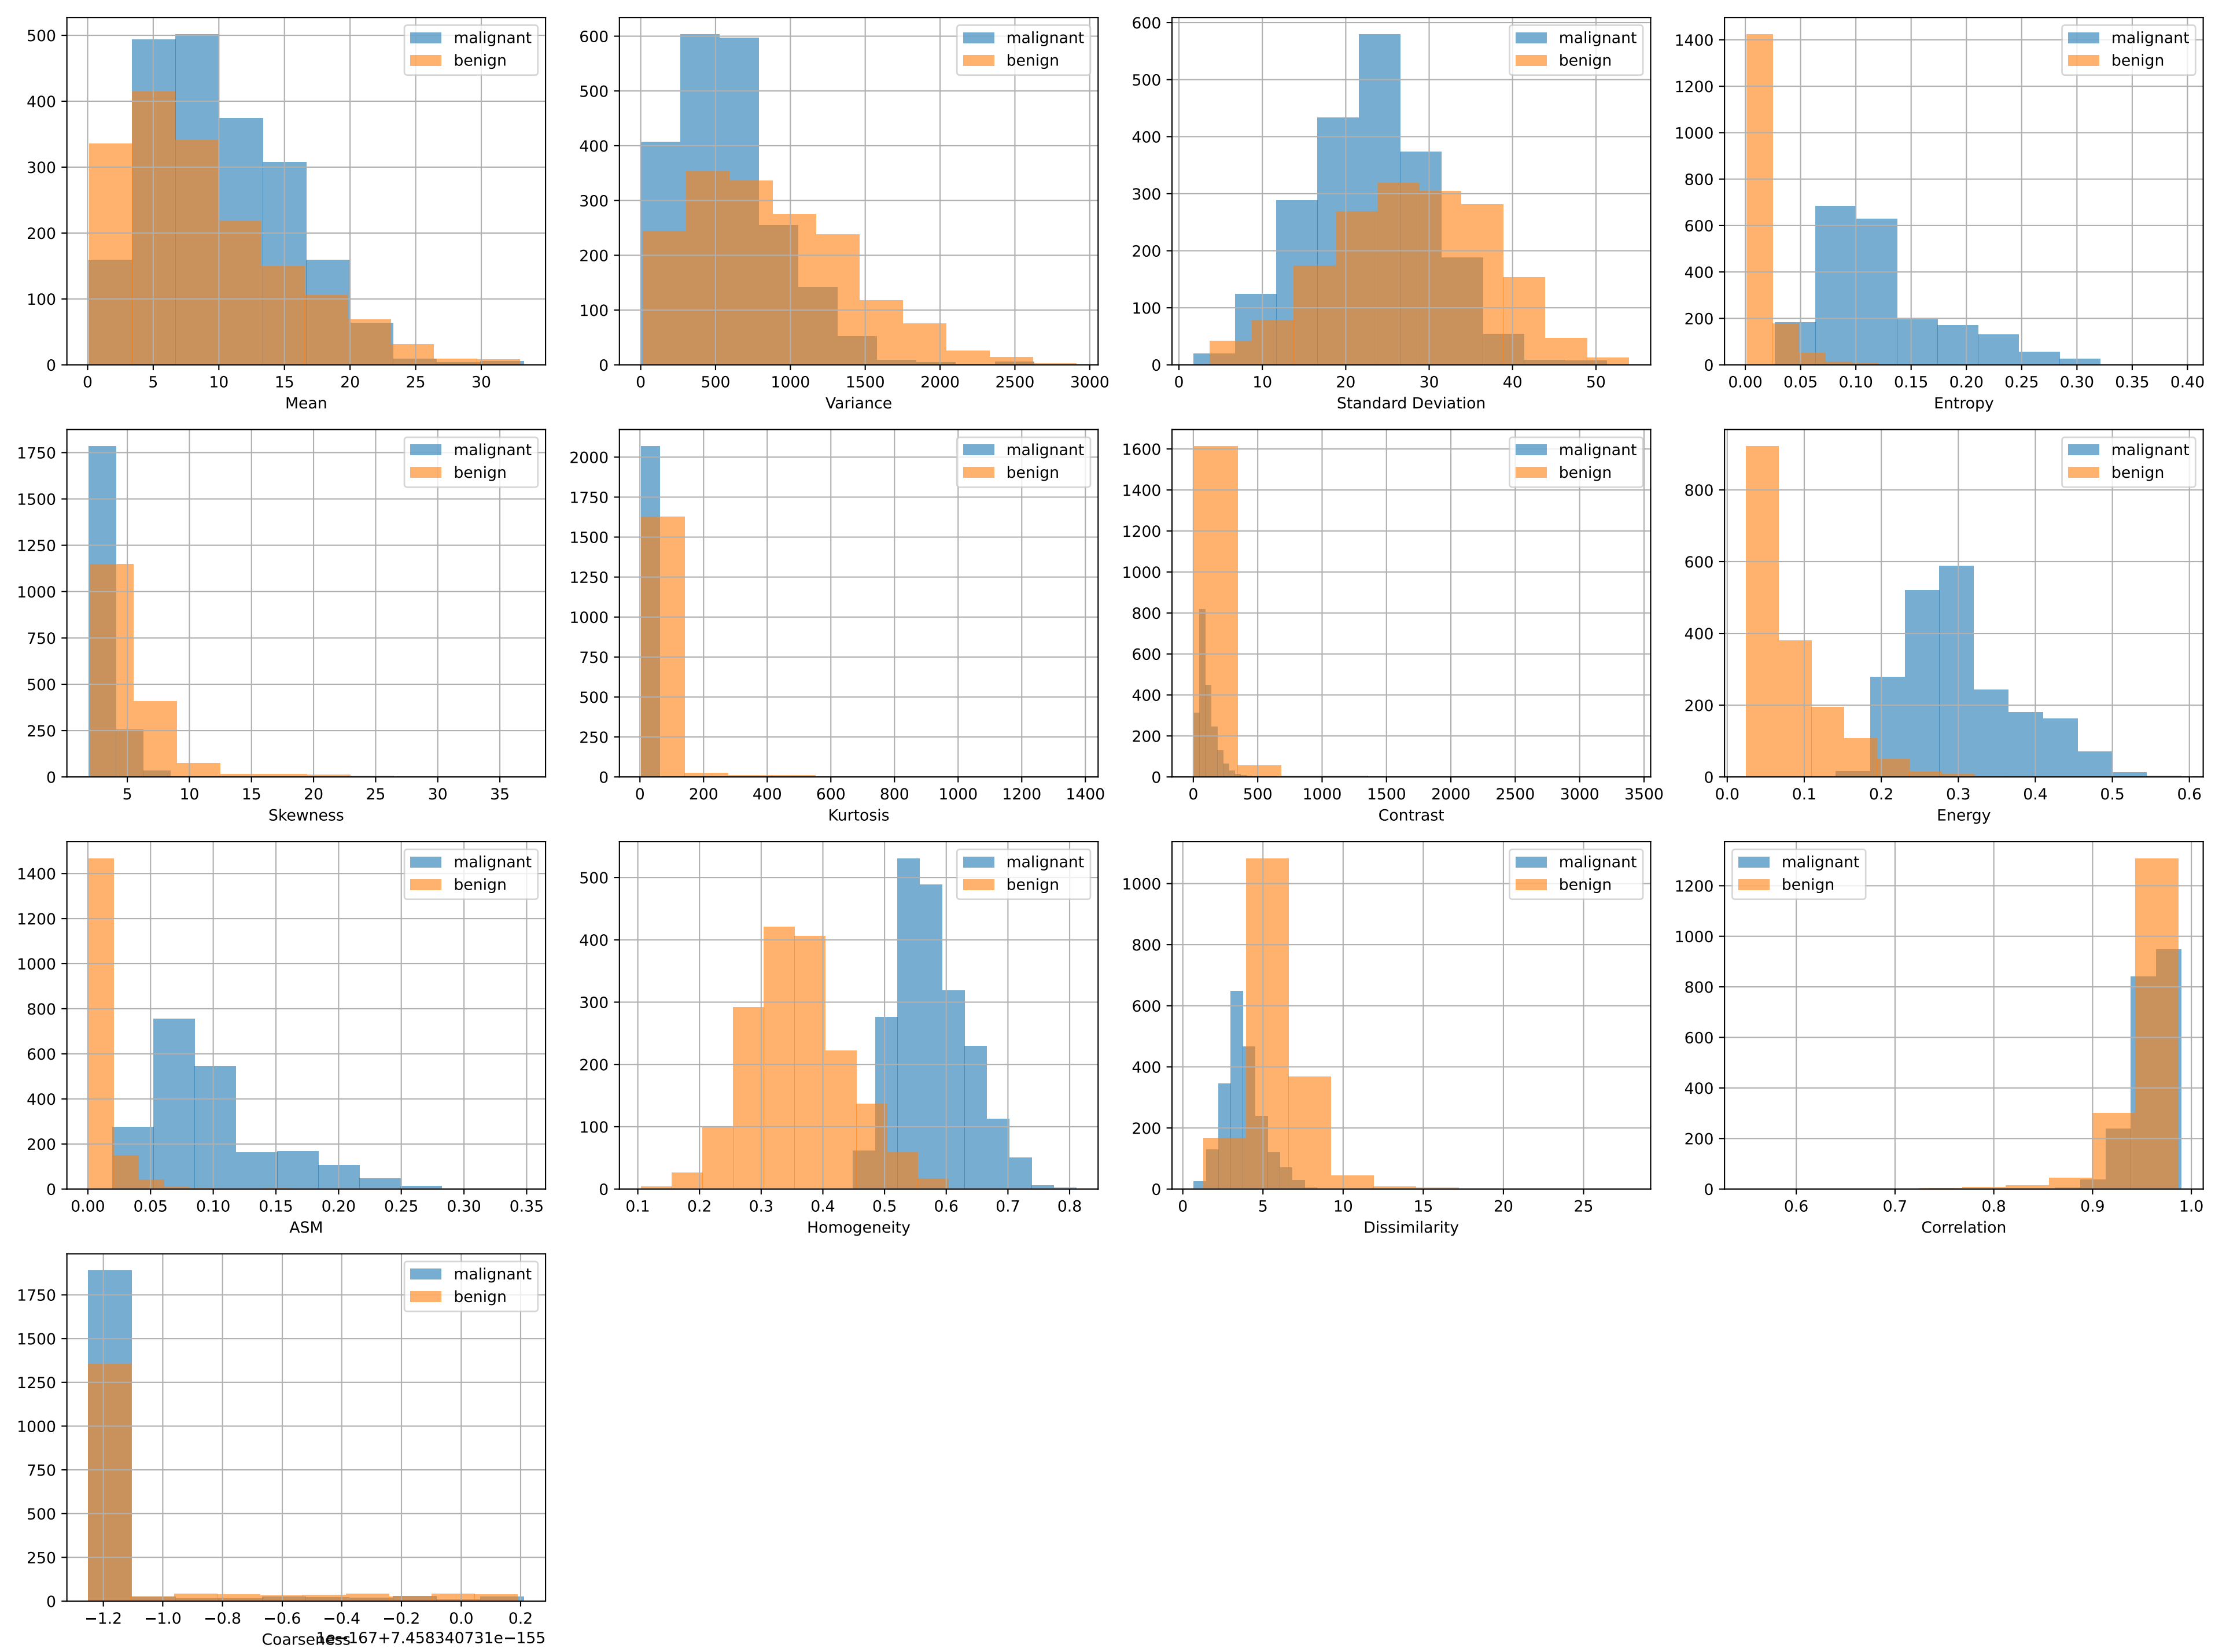 malignant
benign
500
400
300
200
100
0
0 5 10 15 20 25 30
Mean
malignant
benign
600
500
400
300
200
100
0
0 500 1000 1500 2000 2500 3000
Variance
malignant
benign
600
500
400
300
200
100
0
0 10 20 30 40 50
Standard Deviation
malignant
benign
1400
1200
1000
800
600
400
200
0
0.00 0.05 0.10 0.15 0.20 0.25 0.30 0.35 0.40
Entropy
malignant
benign
1750
1500
1250
1000
750
500
250
0
5 10 15 20 25 30 35
Skewness
malignant
benign
2000
1750
1500
1250
1000
750
500
250
0
0 200 400 600 800 1000 1200 1400
Kurtosis
malignant
benign
1600
1400
1200
1000
800
600
400
200
0
0 500 1000 1500 2000 2500 3000 3500
Contrast
malignant
benign
800
600
400
200
0
0.0 0.1 0.2 0.3 0.4 0.5 0.6
Energy
malignant
benign
1400
1200
1000
800
600
400
200
0
0.00 0.05 0.10 0.15 0.20 0.25 0.30 0.35
ASM
malignant
benign
500
400
300
200
100
0
0.1 0.2 0.3 0.4 0.5 0.6 0.7 0.8
Homogeneity
malignant
benign
1000
800
600
400
200
0
0 5 10 15 20 25
Dissimilarity
malignant
benign
1200
1000
800
600
400
200
0
0.6 0.7 0.8 0.9 1.0
Correlation
malignant
benign
1750
1500
1250
1000
750
500
250
0
−1.2 −1.0 −0.8 −0.6 −0.4 −0.2 0.0 0.2
Coarseness
1e−167+7.458340731e−155